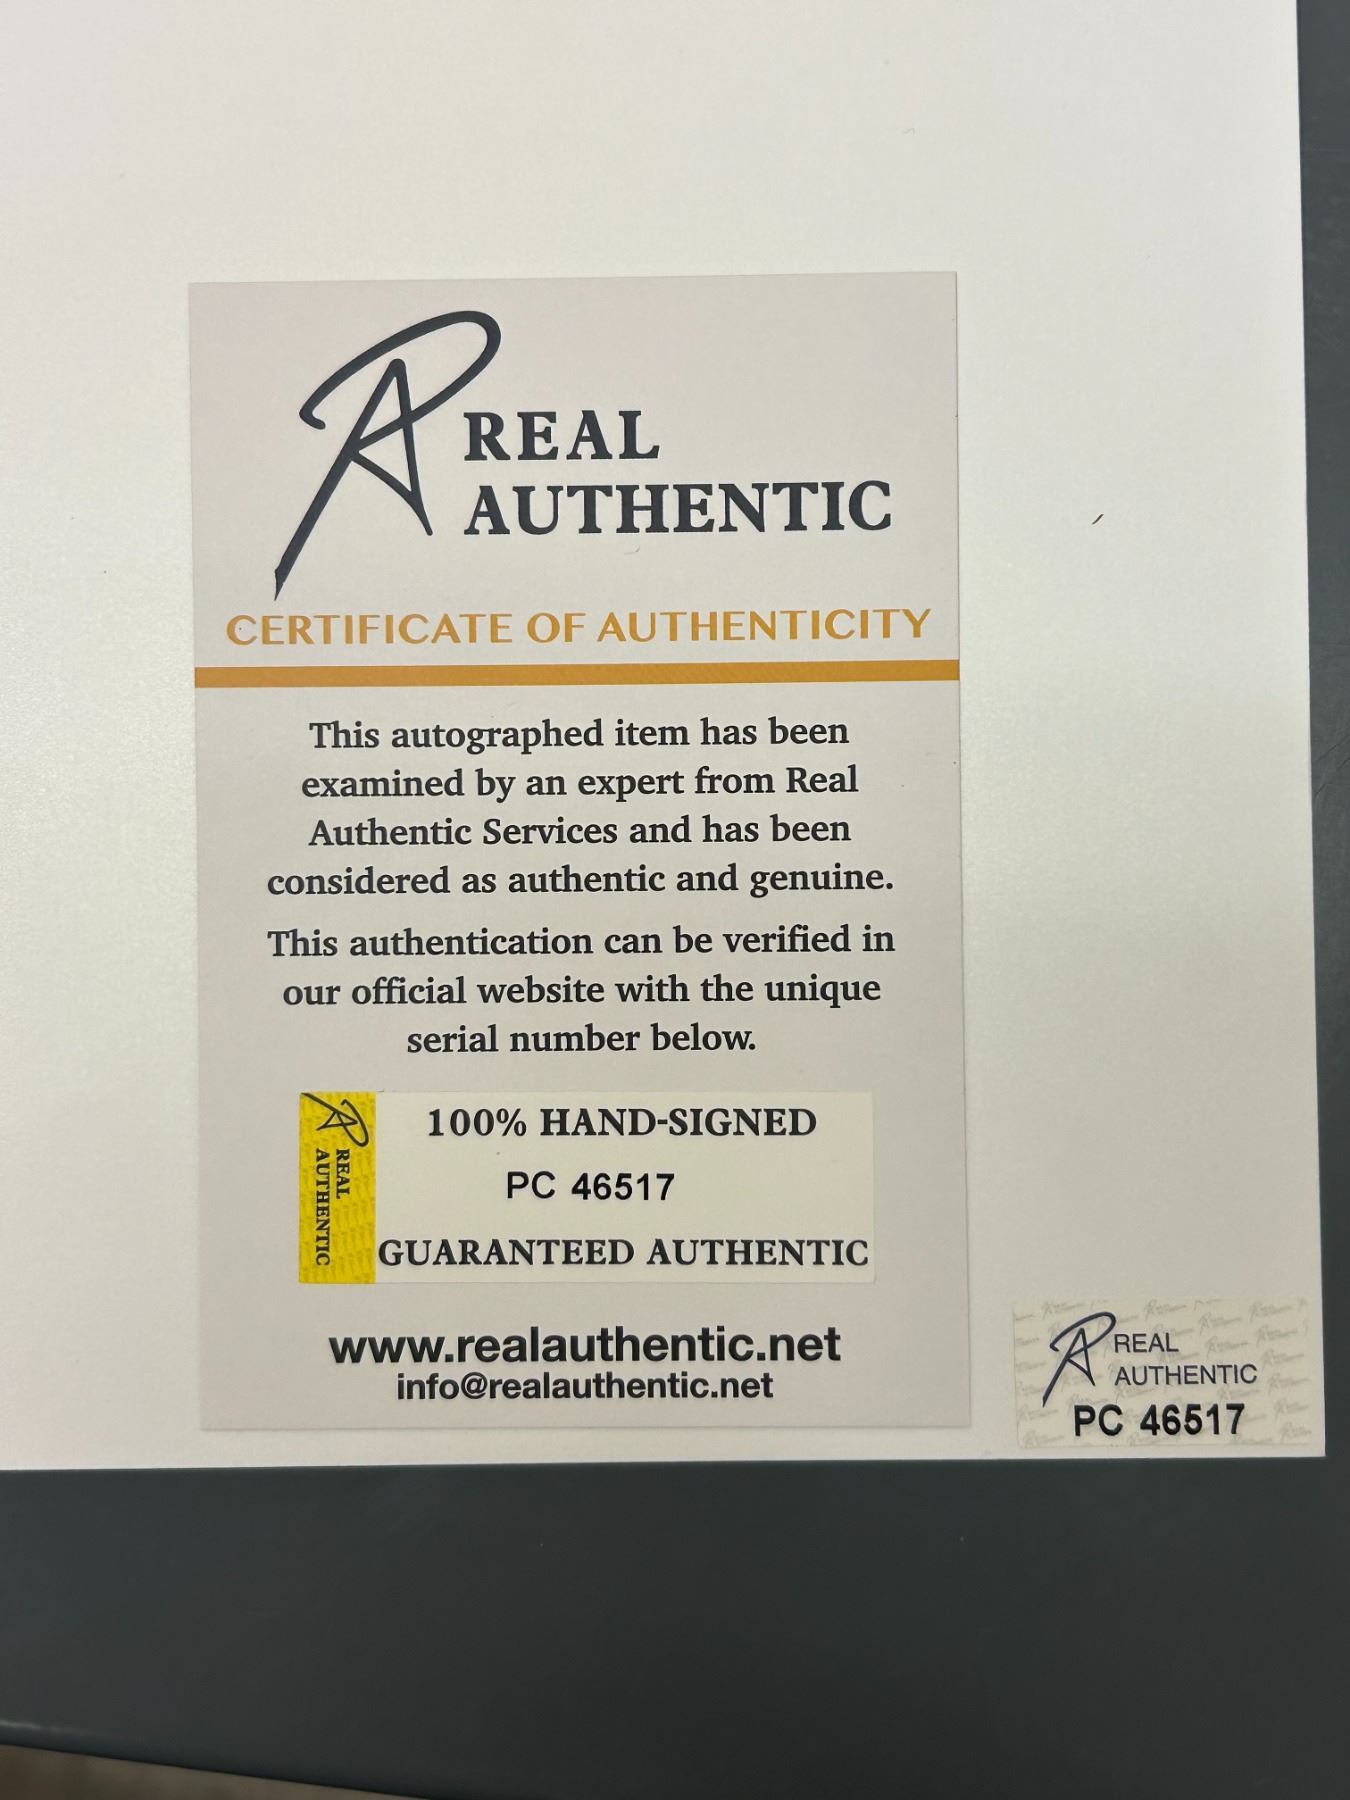 REAL
AUTHENTIC
CERTIFICATE OF AUTHENTICITY
This autographed item has been
examined by an expert from Real
Authentic Services and has been
considered as authentic and genuine.
This authentication can be verified in
our official website with the unique
serial number below.
REAL
AUTHENTIC
100% HAND-SIGNED
PC 46517
GUARANTEED AUTHENTIC
www.realauthentic.net
info@realauthentic.net
REAL
AUTHENTIC
PC 46517